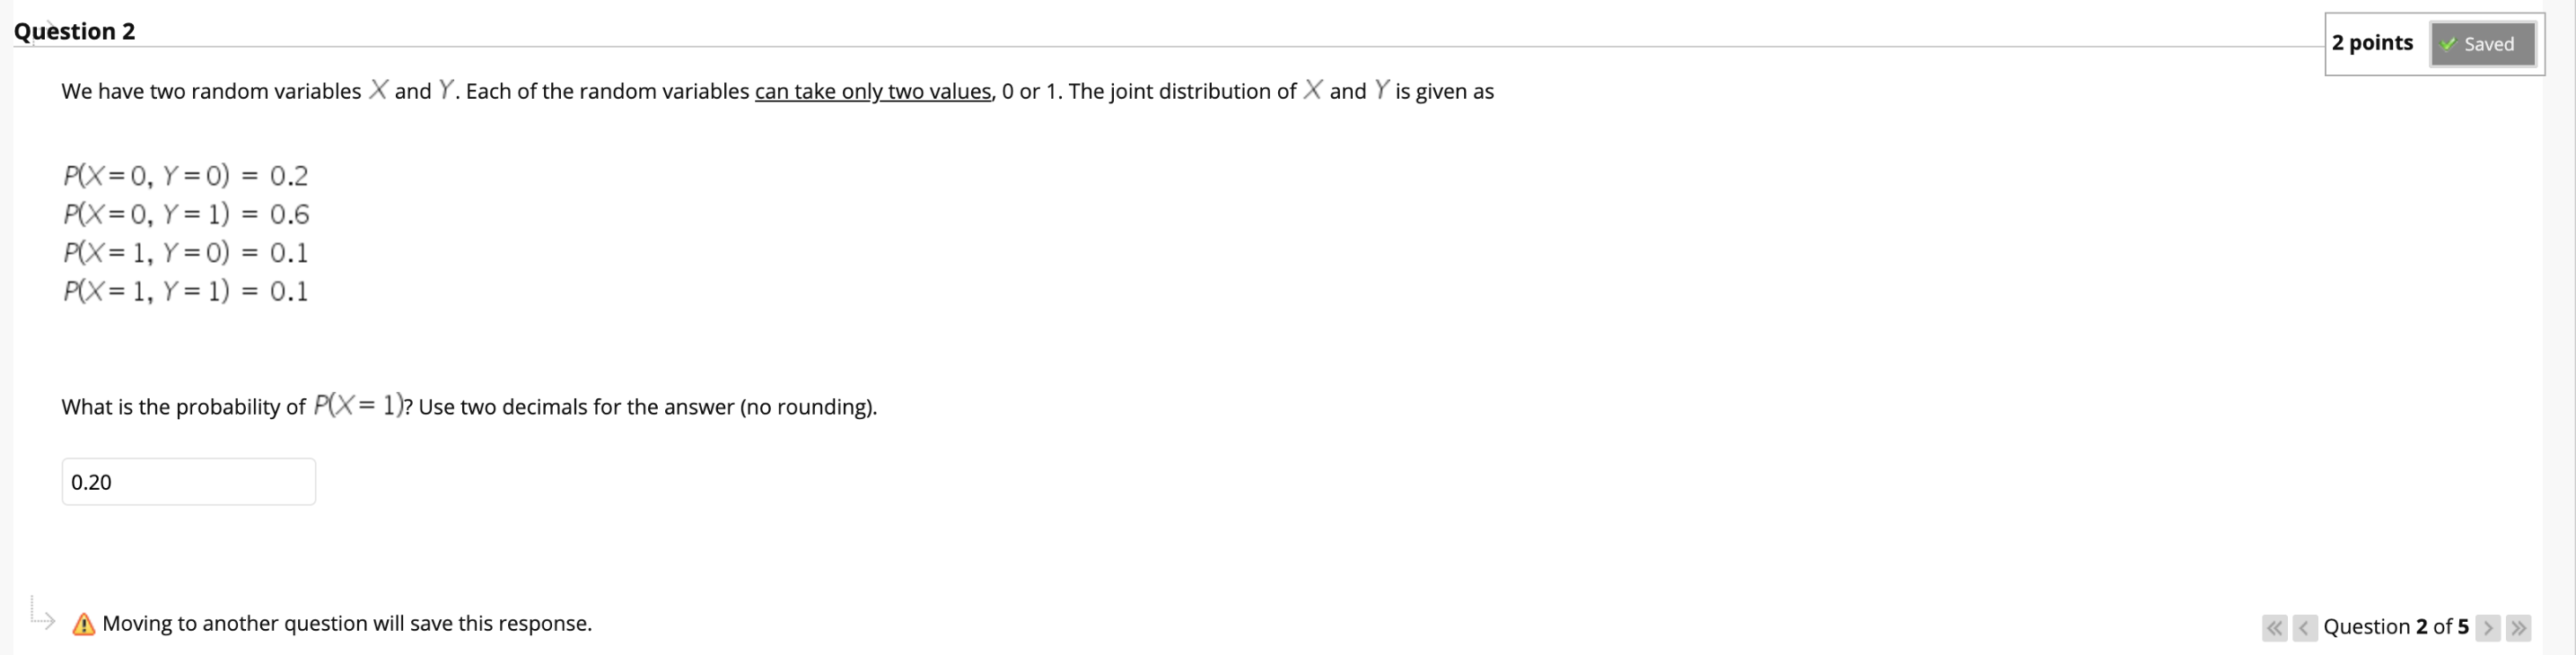 Question 2
2 points
Saved
We have two random variables X and Y. Each of the random variables can take only two values, 0 or 1. The joint distribution of X and Y is given as
P(X=0, Y=0) = 0.2
P(X=0, Y=1) = 0.6
P(X=1, Y=0) = 0.1
P(X=1, Y=1) = 0.1
What is the probability of P(X=1)? Use two decimals for the answer (no rounding).
0.20
Moving to another question will save this response.
Question 2 of 5